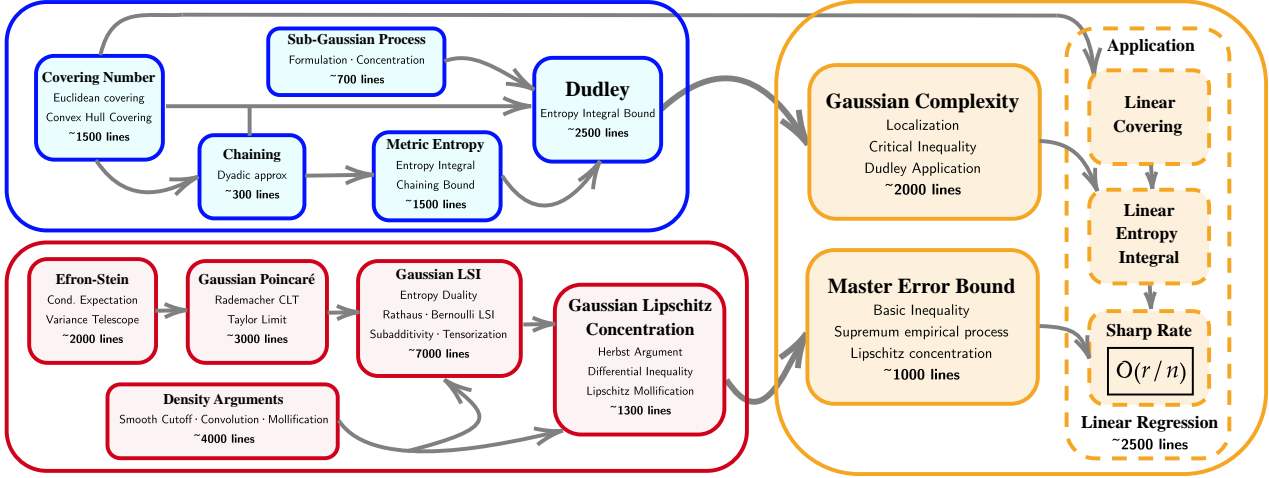 Covering Number
Euclidean covering
Convex Hull Covering
~1500 lines
Sub-Gaussian Process
Formulation · Concentration
~700 lines
Chaining
Dyadic approx
~300 lines
Metric Entropy
Entropy Integral
Chaining Bound
~1500 lines
Dudley
Entropy Integral Bound
~2500 lines
Efron-Stein
Cond. Expectation
Variance Telescope
~2000 lines
Gaussian Poincaré
Rademacher CLT
Taylor Limit
~3000 lines
Gaussian LSI
Entropy Duality
Rathaus · Bernoulli LSI
Subadditivity · Tensorization
~7000 lines
Density Arguments
Smooth Cutoff · Convolution · Mollification
~4000 lines
Gaussian Lipschitz
Concentration
Herbst Argument
Differential Inequality
Lipschitz Mollification
~1300 lines
Gaussian Complexity
Localization
Critical Inequality
Dudley Application
~2000 lines
Master Error Bound
Basic Inequality
Supremum empirical process
Lipschitz concentration
~1000 lines
Application
Linear
Covering
Linear
Entropy
Integral
Sharp Rate
O(r/n)
Linear Regression
~2500 lines